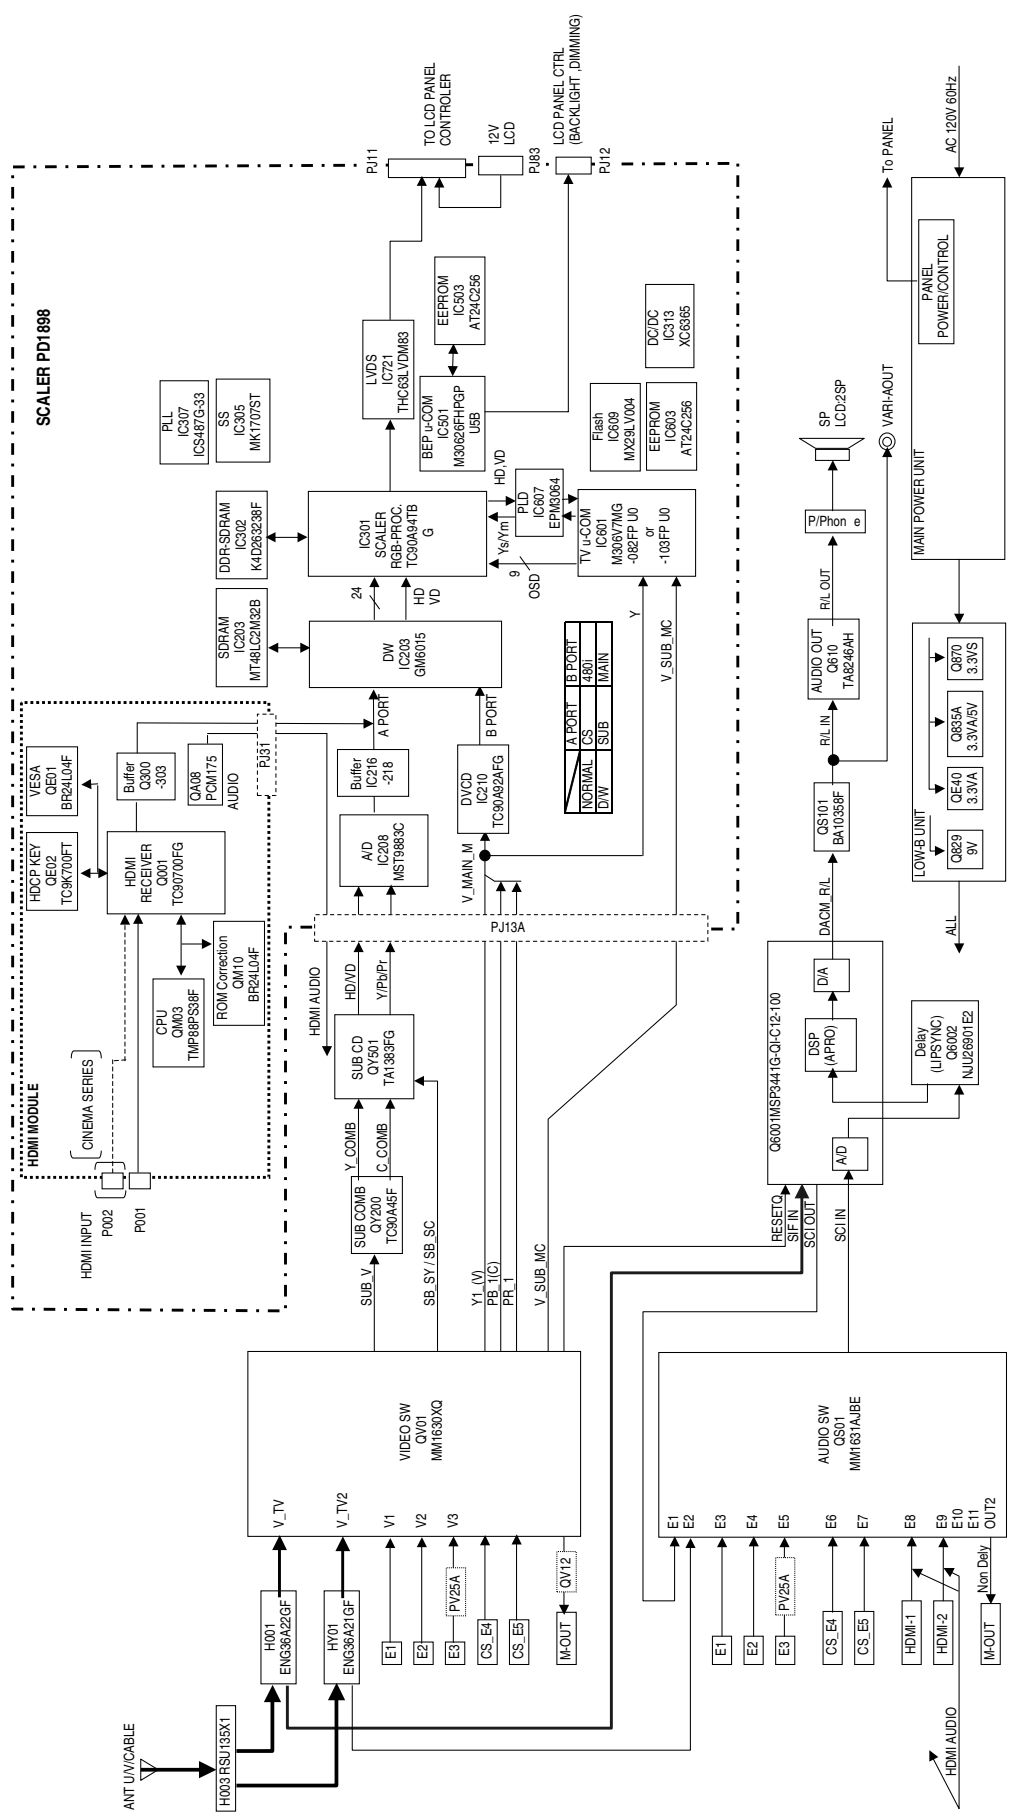 SCALER PD1898
HDMI MODULE
HDMI INPUT
P002
P001
CINEMA SERIES
CPU
QM03
TMP88PS38F
ROM Correction
QM10
BR24L04F
HDMI
RECEIVER
Q001
TC90700FG
HDCP KEY
QE02
TC9K700FT
VESA
QE01
BR24L04F
Buffer
Q300
-303
QA08
PCM175
AUDIO
PJ31
SDRAM
IC203
MT48LC2M32B
DDR-SDRAM
IC302
K4D263238F
PLL
IC307
ICS487G-33
SS
IC305
MK1707ST
HDMI AUDIO
HD/VD
Y/Pb/Pr
PJ13A
A/D
IC208
MST9883C
Buffer
IC216
-218
A PORT
B PORT
DVCD
IC210
TC90A92AFG
V_MAIN_M
DW
IC203
GM6015
24
HD
VD
IC301
SCALER
RGB-PROC.
TC90A94TB
G
LVDS
IC721
THC63LVDM83
BEP u-COM
IC501
M30626FHPGP
U5B
EEPROM
IC503
AT24C256
HD,VD
Ys/Ym
PLD
IC607
EPM3064
9
OSD
TV u-COM
IC601
M306V7MG
-082FP U0
or
-103FP U0
Flash
IC609
MX29LV004
EEPROM
IC603
AT24C256
DC/DC
IC313
XC6365
A PORT B PORT
NORMAL CS 480i
D/W SUB MAIN
Y
V_SUB_MC
PJ11
TO LCD PANEL
CONTROLER
12V
LCD
PJ83
LCD PANEL CTRL
(BACKLIGHT ,DIMMING)
PJ12
ANT U/V/CABLE
H003 RSU135X1
H001
ENG36A22GF
HY01
ENG36A21GF
V_TV
V_TV2
E1
V1
E2
V2
E3
PV25A
V3
CS_E4
CS_E5
M-OUT
QV12
VIDEO SW
QV01
MM1630XQ
SUB_V
SUB COMB
QY200
TC90A45F
Y_COMB
C_COMB
SUB CD
QY501
TA1383FG
SB_SY / SB_SC
Y1_(V)
PB_1(C)
PR_1
V_SUB_MC
RESETQ
SIF IN
SCI OUT
SCI IN
E1
E2
E1
E3
E2
E4
E3
PV25A
E5
CS_E4
E6
CS_E5
E7
HDMI-1
E8
HDMI-2
E9
E10
E11
OUT2
M-OUT
Non Dely
HDMI AUDIO
AUDIO SW
QS01
MM1631AJBE
Q6001MSP3441G-QI-C12-100
A/D
DSP
(APRO)
D/A
Delay
(LIPSYNC)
Q6002
NJU26901E2
DACM_R/L
QS101
BA10358F
R/L IN
AUDIO OUT
Q610
TA8246AH
R/L OUT
P/Phon e
SP
LCD:2SP
VARI-AOUT
ALL
LOW-B UNIT
Q829
9V
QE40
3.3VA
Q835A
3.3VA/5V
Q870
3.3VS
MAIN POWER UNIT
PANEL
POWER/CONTROL
To PANEL
AC 120V 60Hz